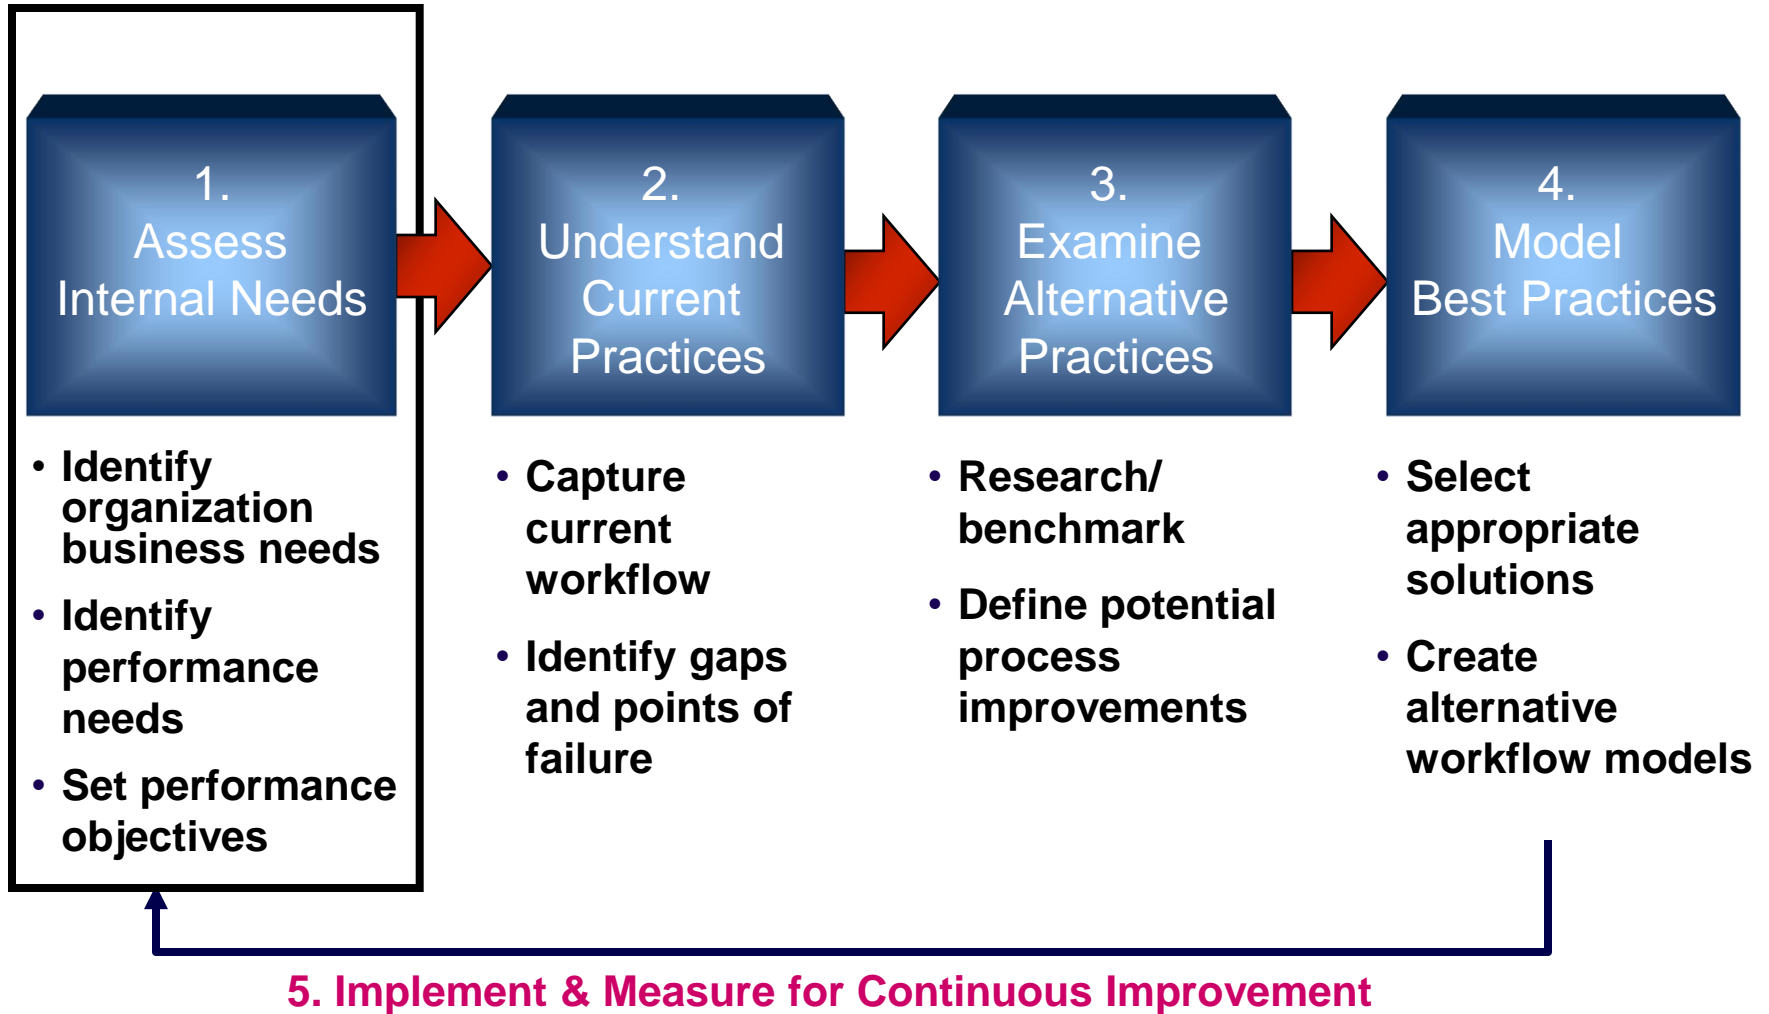 1.
Assess
Internal Needs
2.
Understand
Current
Practices
3.
Examine
Alternative
Practices
4.
Model
Best Practices
• Identify
organization
business needs
• Identify
performance
needs
• Set performance
objectives
• Capture
current
workflow
• Identify gaps
and points of
failure
• Research/
benchmark
• Define potential
process
improvements
• Select
appropriate
solutions
• Create
alternative
workflow models
5. Implement & Measure for Continuous Improvement